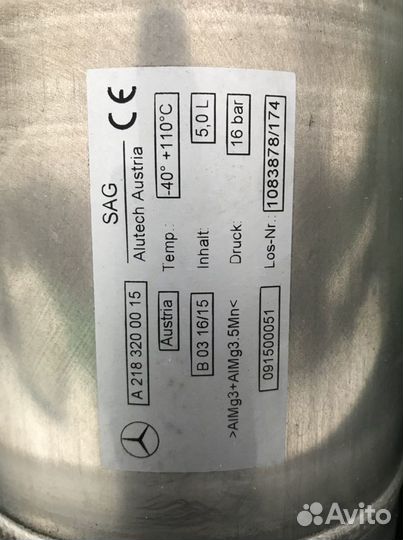 SAG
Alutech Austria
CE
A 218 320 00 15
Temp.: -40° +110°C
Austria
Inhalt: 5,0 L
B 03 16/15
Druck: 16 bar
>AlMg3+AlMg3.5Mn<
Los-Nr.: 1083878/174
091500051
Avito